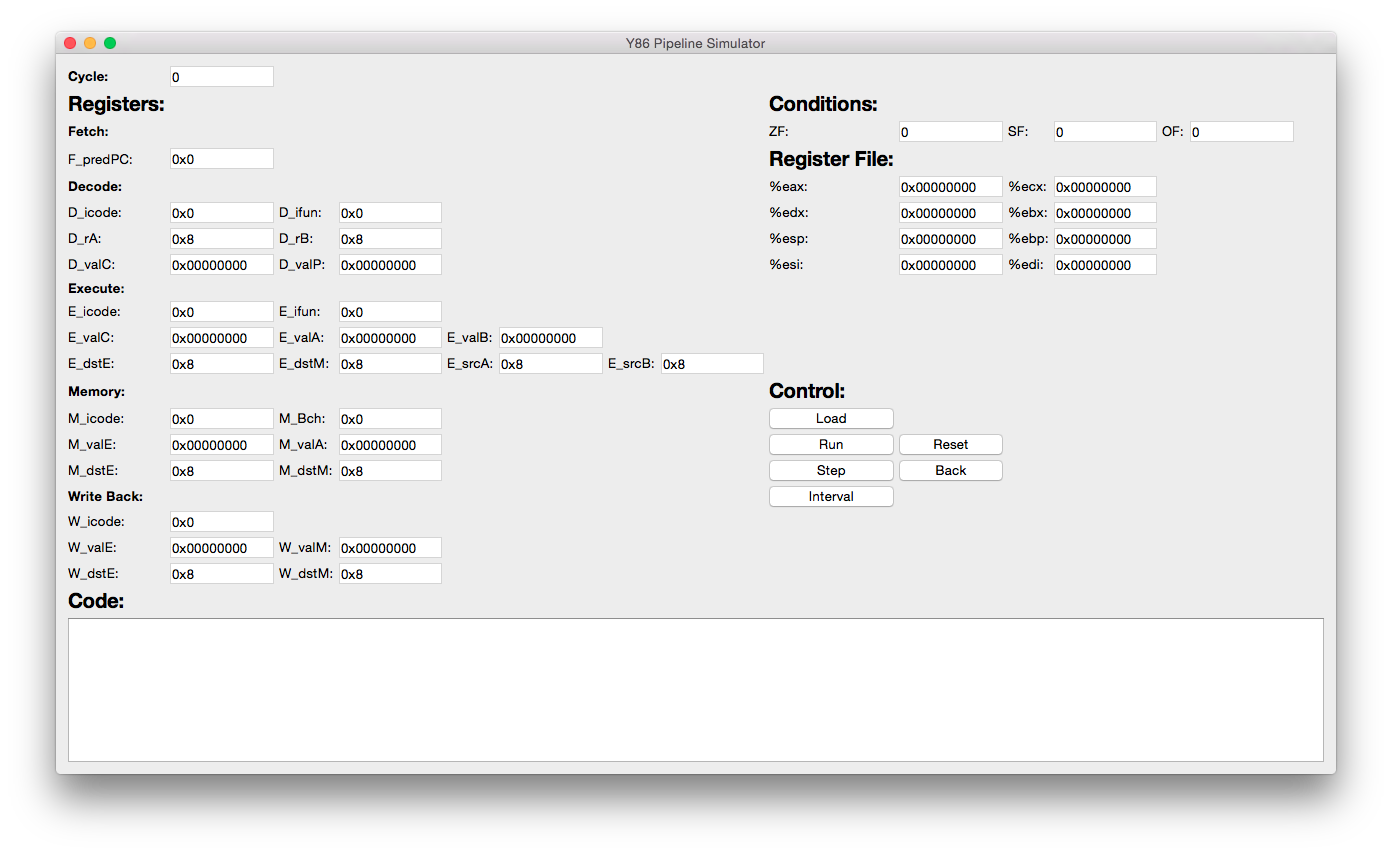 Y86 Pipeline Simulator
Cycle: 0
Registers:
Conditions:
Fetch:
ZF: 0 SF: 0 OF: 0
F_predPC: 0x0
Register File:
Decode:
%eax: 0x00000000 %ecx: 0x00000000
D_icode: 0x0 D_ifun: 0x0
%edx: 0x00000000 %ebx: 0x00000000
D_rA: 0x8 D_rB: 0x8
%esp: 0x00000000 %ebp: 0x00000000
D_valC: 0x00000000 D_valP: 0x00000000
%esi: 0x00000000 %edi: 0x00000000
Execute:
E_icode: 0x0 E_ifun: 0x0
E_valC: 0x00000000 E_valA: 0x00000000 E_valB: 0x00000000
E_dstE: 0x8 E_dstM: 0x8 E_srcA: 0x8 E_srcB: 0x8
Memory:
Control:
M_icode: 0x0 M_Bch: 0x0
Load
M_valE: 0x00000000 M_valA: 0x00000000
Run Reset
M_dstE: 0x8 M_dstM: 0x8
Step Back
Write Back:
Interval
W_icode: 0x0
W_valE: 0x00000000 W_valM: 0x00000000
W_dstE: 0x8 W_dstM: 0x8
Code: